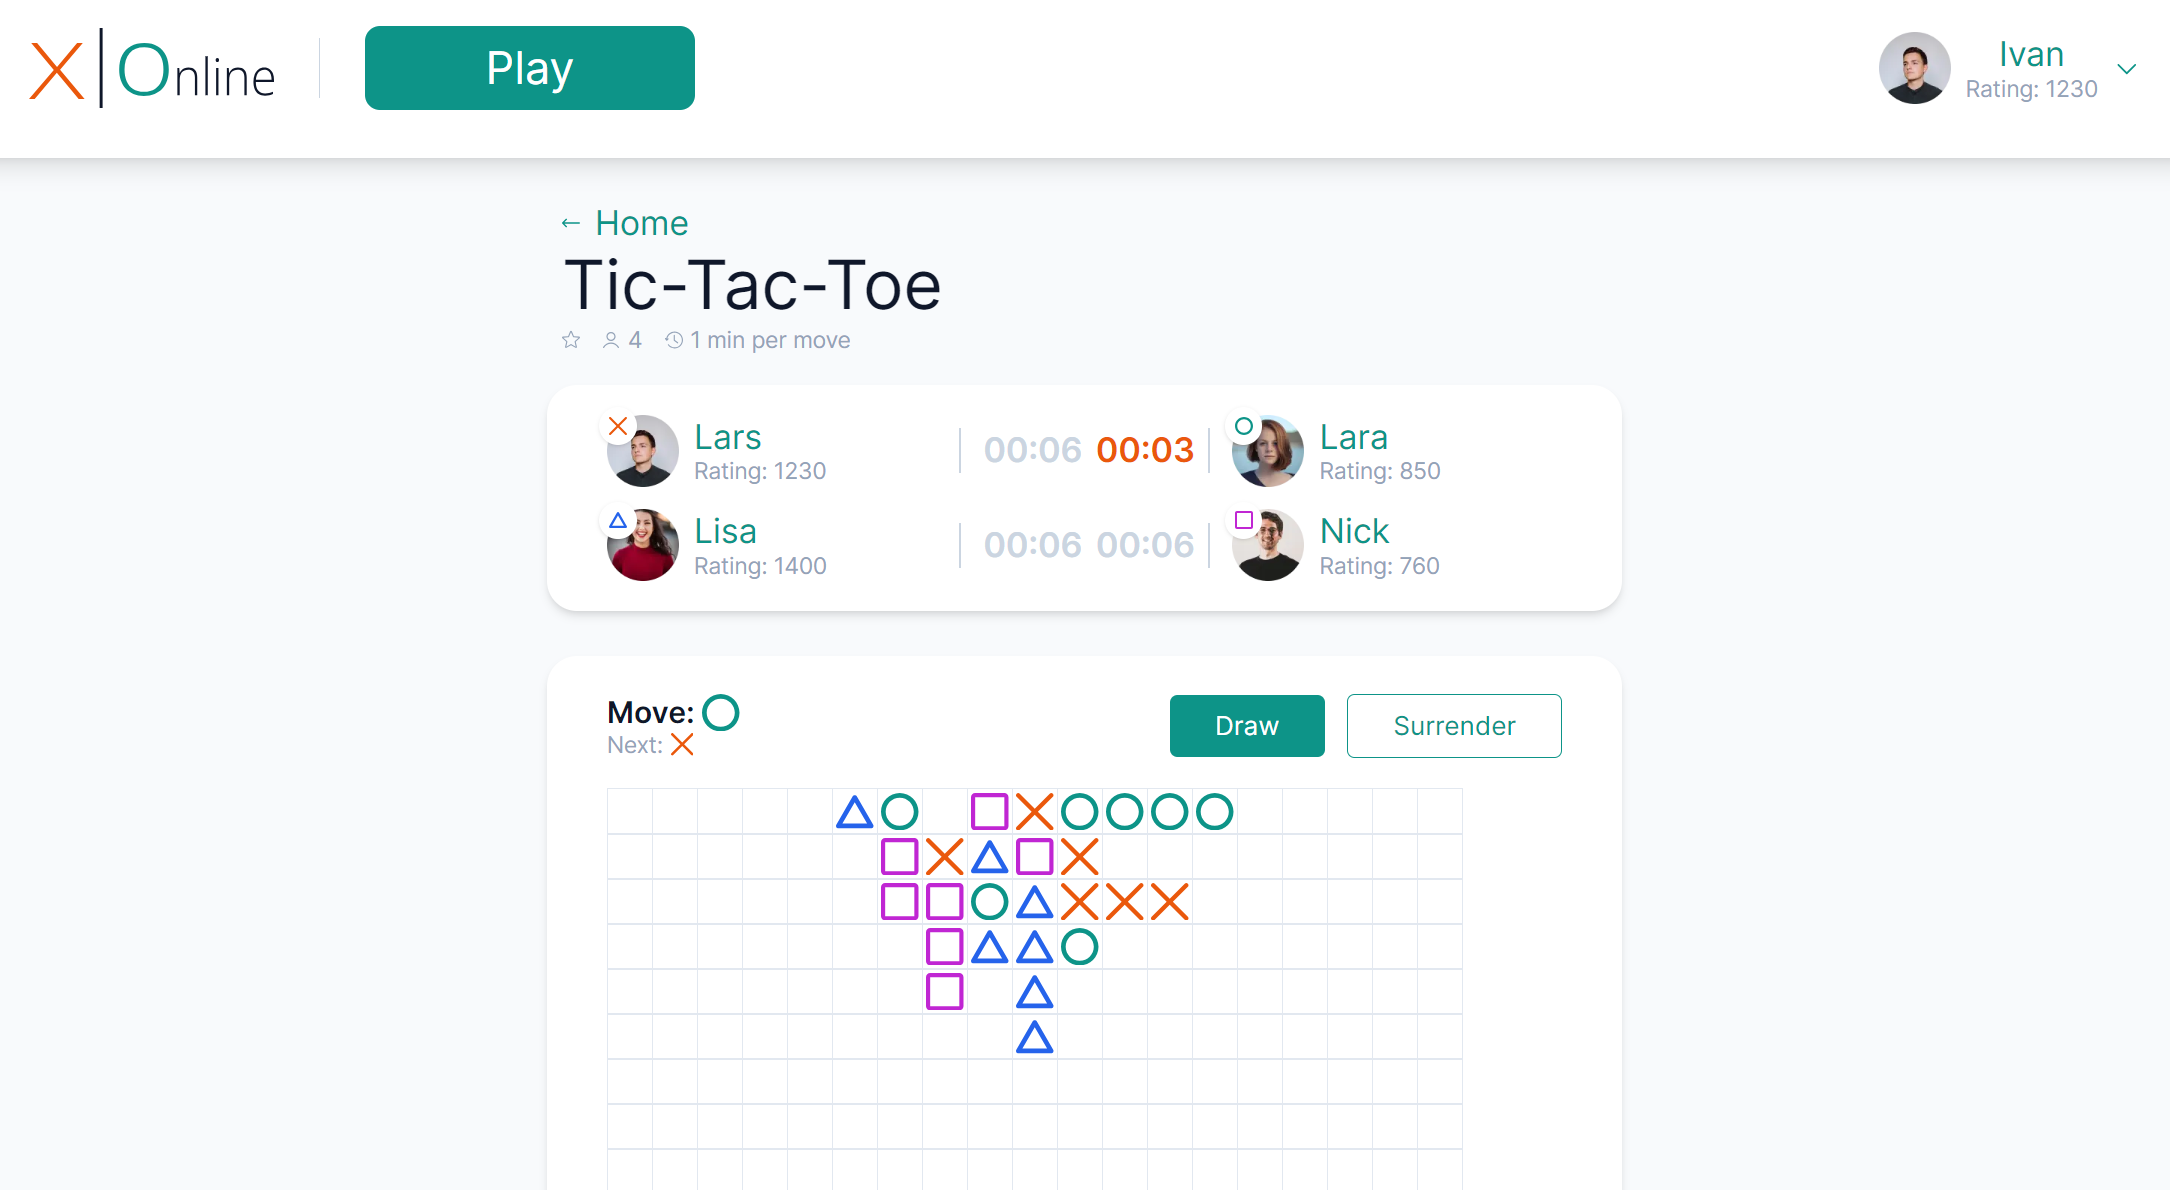 X|Online
Play
Ivan
Rating: 1230
← Home
Tic-Tac-Toe
4 1 min per move
Lars
Rating: 1230
00:06 00:03
Lara
Rating: 850
Lisa
Rating: 1400
00:06 00:06
Nick
Rating: 760
Move:
Next:
Draw
Surrender